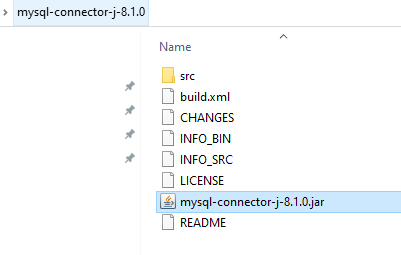 mysql-connector-j-8.1.0
Name
src
build.xml
CHANGES
INFO_BIN
INFO_SRC
LICENSE
mysql-connector-j-8.1.0.jar
README